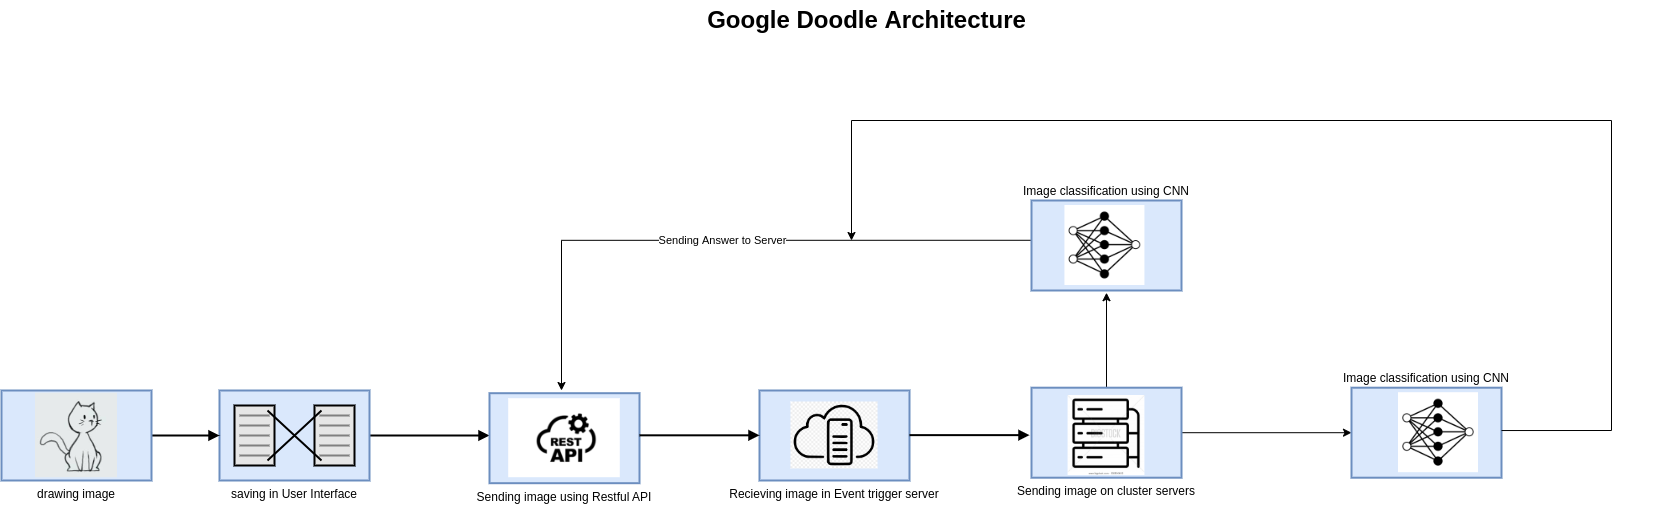 Google Doodle Architecture
Image classification using CNN
Sending Answer to Server
Image classification using CNN
REST
API
drawing image
saving in User Interface
Sending image using Restful API
Recieving image in Event trigger server
Sending image on cluster servers